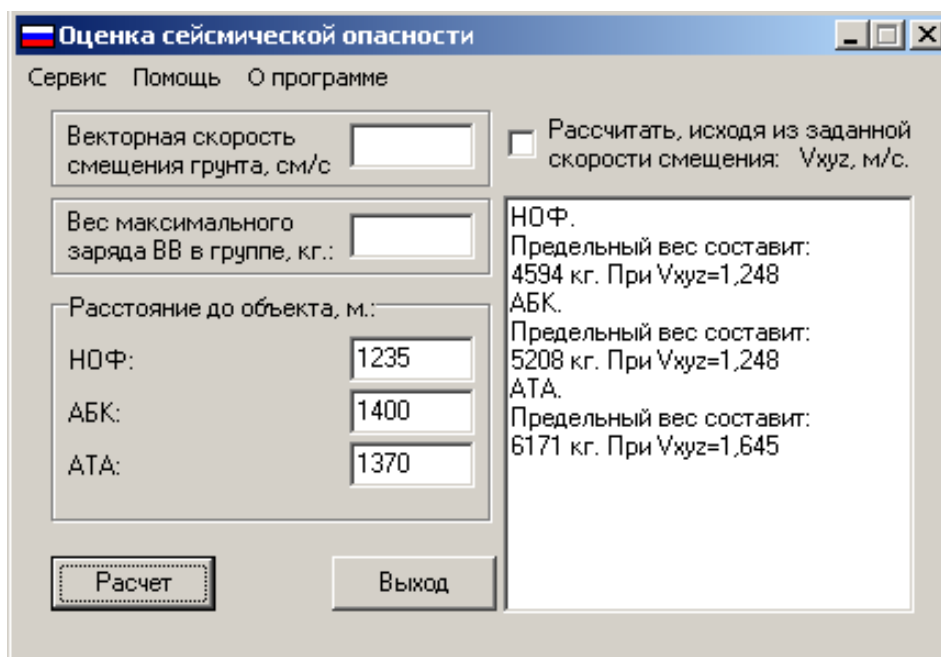 Оценка сейсмической опасности
Сервис Помощь О программе
Векторная скорость
смещения грунта, см/с
Вес максимального
заряда ВВ в группе, кг.:
Расстояние до объекта, м.:
НОФ: 1235
АБК: 1400
АТА: 1370
Расчет
Выход
Рассчитать, исходя из заданной
скорости смещения: Vxyz, м/с.
НОФ.
Предельный вес составит:
4594 кг. При Vxyz=1,248
АБК.
Предельный вес составит:
5208 кг. При Vxyz=1,248
АТА.
Предельный вес составит:
6171 кг. При Vxyz=1,645